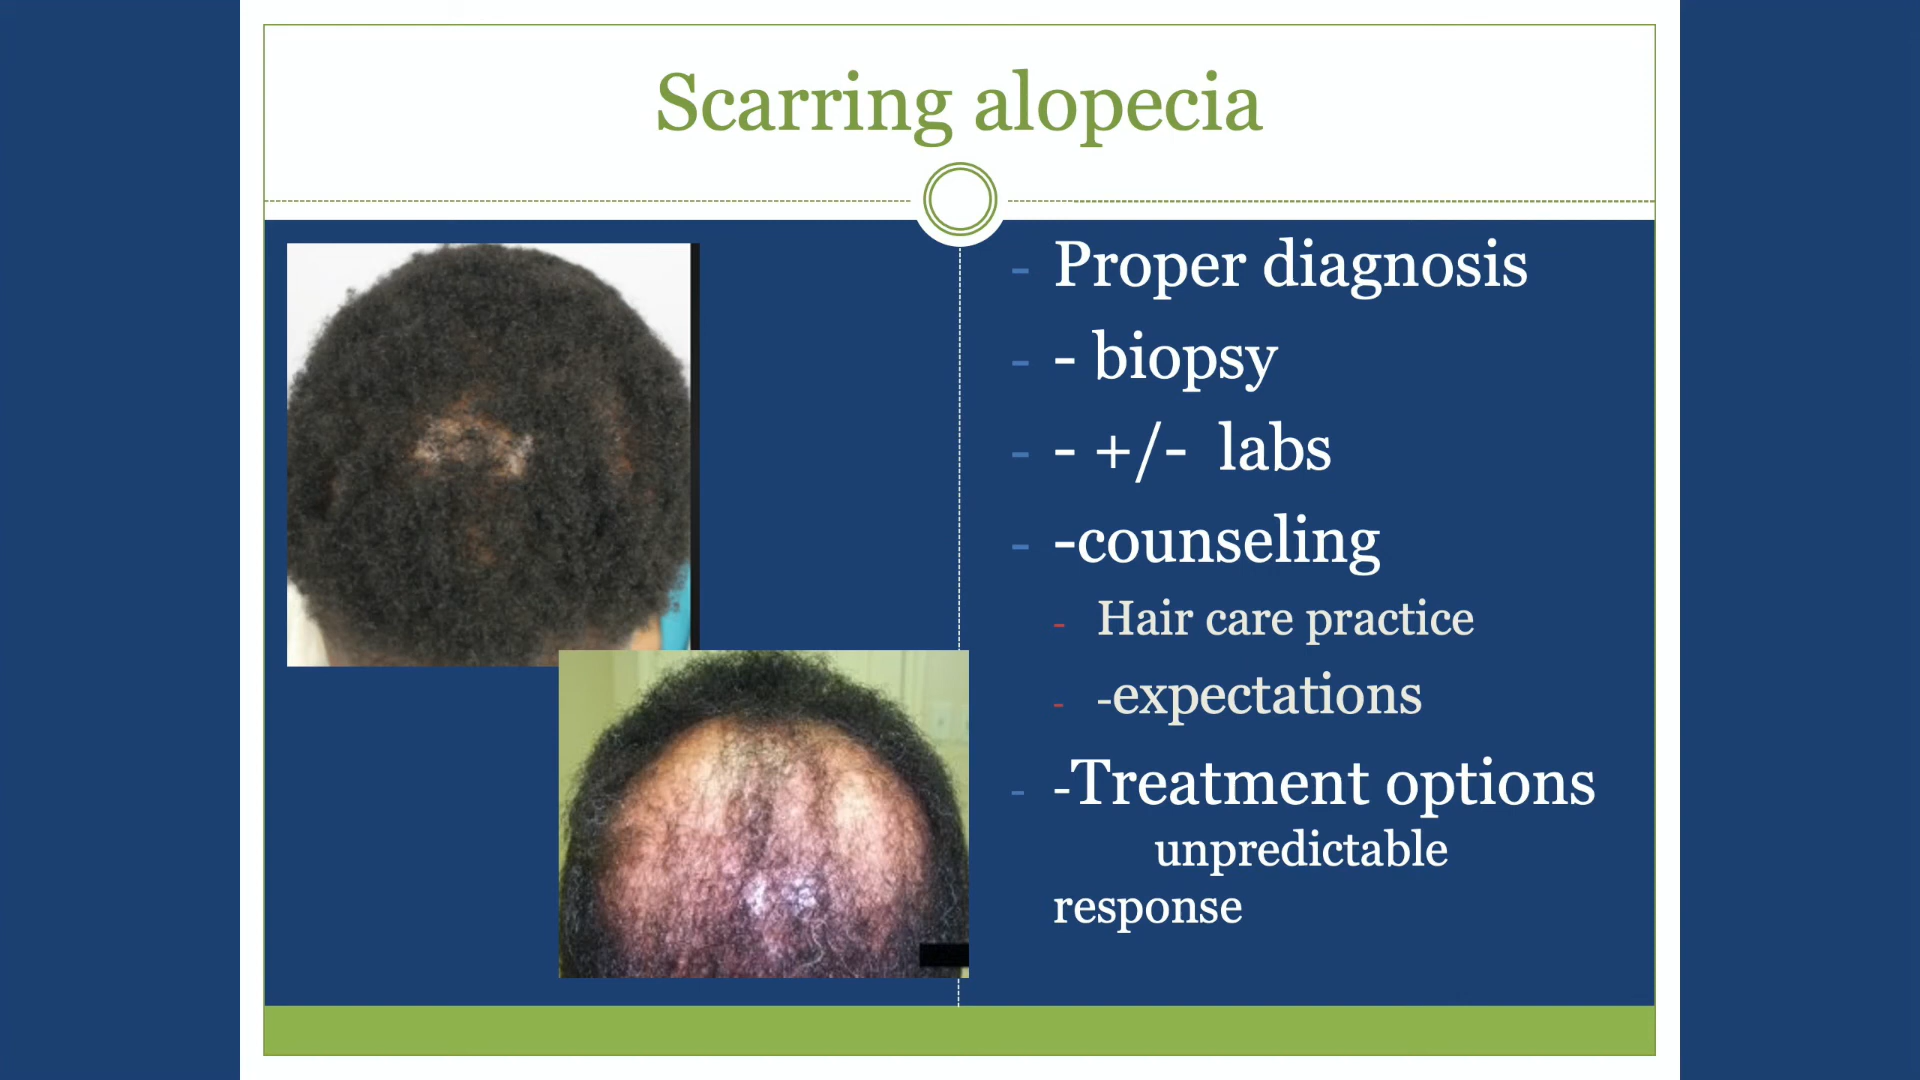 Scarring alopecia
- Proper diagnosis
- - biopsy
- - +/- labs
- -counseling
- Hair care practice
- -expectations
- -Treatment options
unpredictable
response